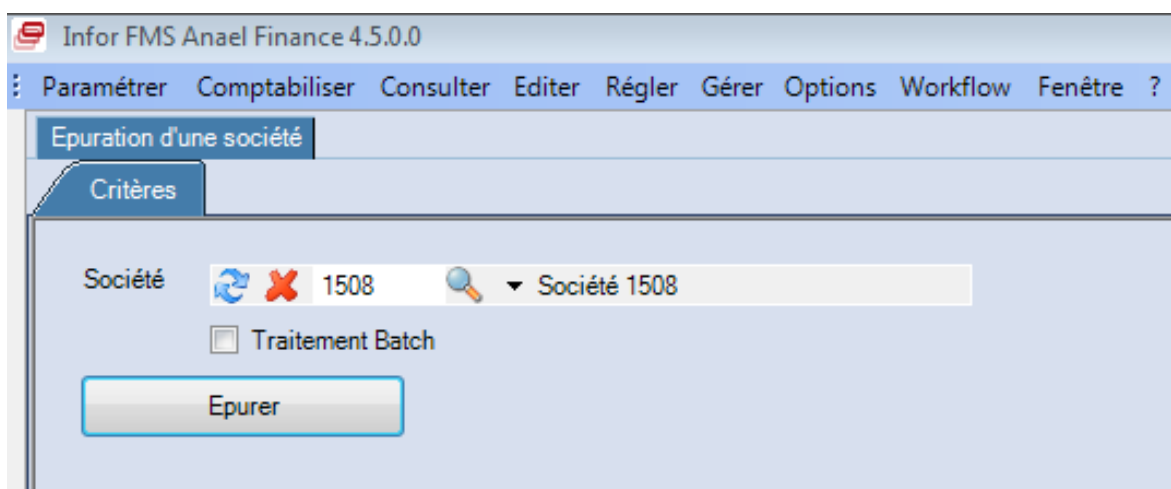 Infor FMS Anael Finance 4.5.0.0
Paramétrer Comptabiliser Consulter Editer Régler Gérer Options Workflow Fenêtre ?
Epuration d'une société
Critères
Société 1508 Société 1508
Traitement Batch
Epurer